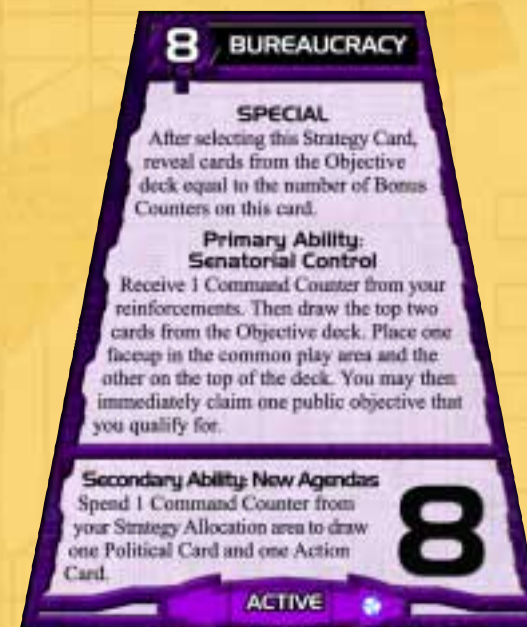 8 BUREAUCRACY
SPECIAL
After selecting this Strategy Card,
reveal cards from the Objective
deck equal to the number of Bonus
Counters on this card.
Primary Ability:
Senatorial Control
Receive 1 Command Counter from your
reinforcements. Then draw the top two
cards from the Objective deck. Place one
faceup in the common play area and the
other on the top of the deck. You may then
immediately claim one public objective that
you qualify for.
Secondary Ability: New Agendas
Spend 1 Command Counter from
your Strategy Allocation area to draw
one Political Card and one Action
Card.
8
ACTIVE